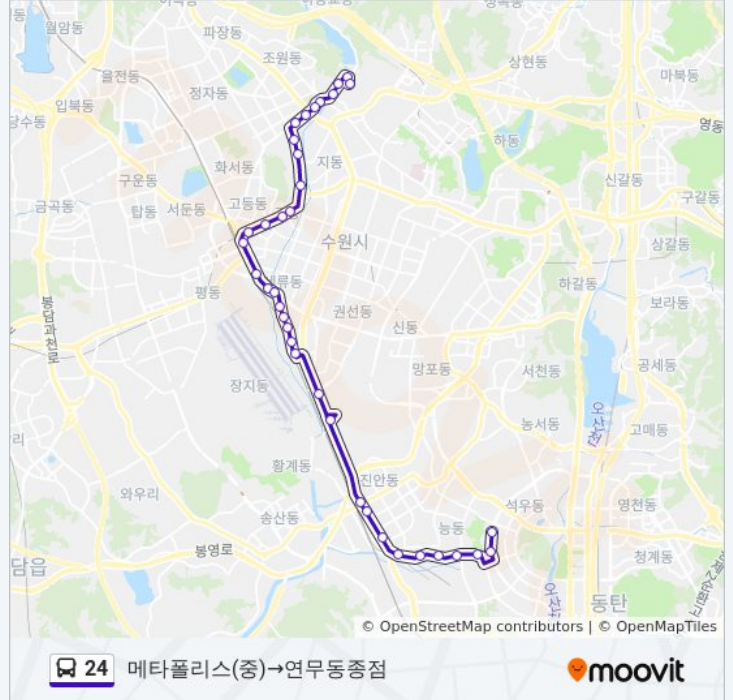 월암동
파장동
조원동
상현동
마북동
율전동
정자동
입북동
당수동
영동
하동
지동
화서동
구운동
신갈동
금곡동
탑동
서둔동
고등동
구갈동
수원시
상갈동
하갈동
평동
보라동
봉담과천로
권선동
신동
망포동
서천동
공세동
장지동
오산천
농서동
고매동
리
황계동
진안동
와우리
석우동
영천동
송산동
능동
봉영로
청계동
담읍
동탄
© OpenStreetMap contributors | © OpenMapTiles
24 메타폴리스(중)→연무동종점
moovit